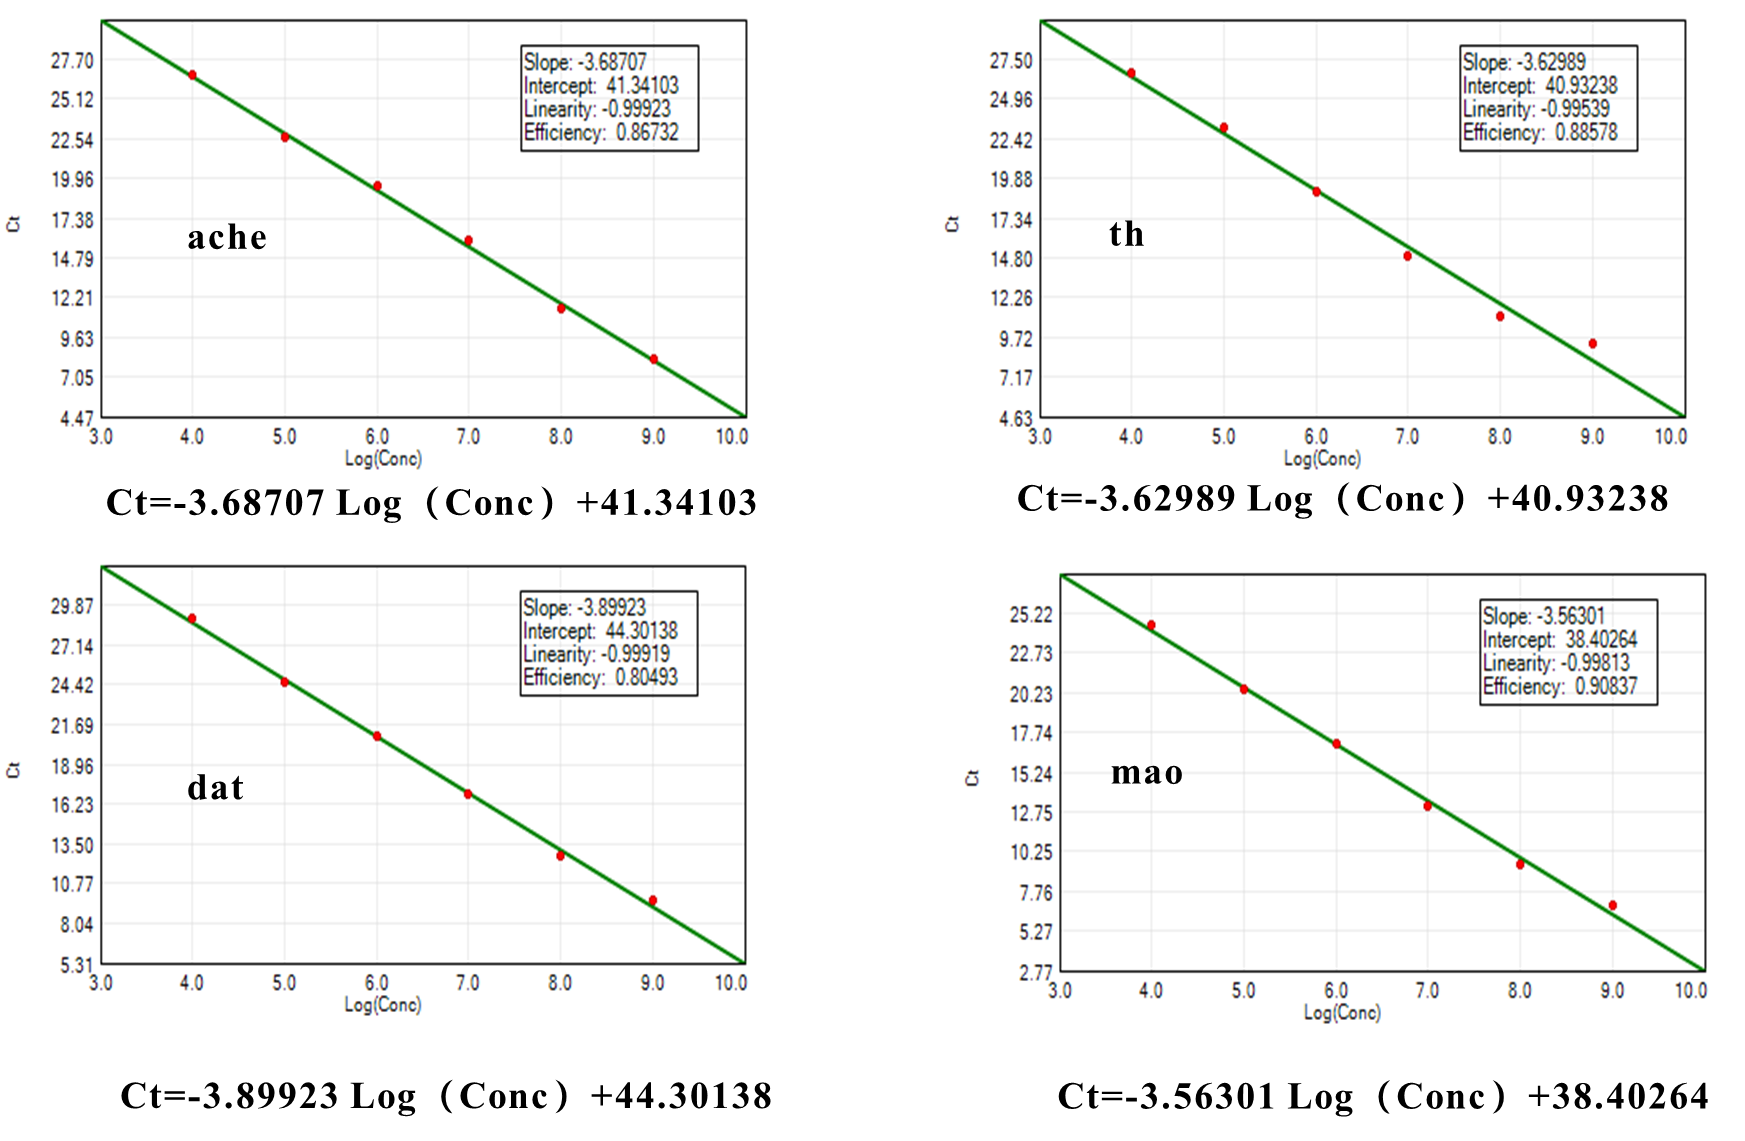 27.70
25.12
22.54
19.96
17.38
14.79
12.21
9.63
7.05
4.47
Ct
Slope: -3.68707
Intercept: 41.34103
Linearity: -0.99923
Efficiency: 0.86732
ache
3.0 4.0 5.0 6.0 7.0 8.0 9.0 10.0
Log(Conc)
Ct=-3.68707 Log（Conc）+41.34103
27.50
24.96
22.42
19.88
17.34
14.80
12.26
9.72
7.17
4.63
Ct
Slope: -3.62989
Intercept: 40.93238
Linearity: -0.99539
Efficiency: 0.88578
th
3.0 4.0 5.0 6.0 7.0 8.0 9.0 10.0
Log(Conc)
Ct=-3.62989 Log（Conc）+40.93238
29.87
27.14
24.42
21.69
18.96
16.23
13.50
10.77
8.04
5.31
Ct
Slope: -3.89923
Intercept: 44.30138
Linearity: -0.99919
Efficiency: 0.80493
dat
3.0 4.0 5.0 6.0 7.0 8.0 9.0 10.0
Log(Conc)
Ct=-3.89923 Log（Conc）+44.30138
25.22
22.73
20.23
17.74
15.24
12.75
10.25
7.76
5.27
2.77
Ct
Slope: -3.56301
Intercept: 38.40264
Linearity: -0.99813
Efficiency: 0.90837
mao
3.0 4.0 5.0 6.0 7.0 8.0 9.0 10.0
Log(Conc)
Ct=-3.56301 Log（Conc）+38.40264